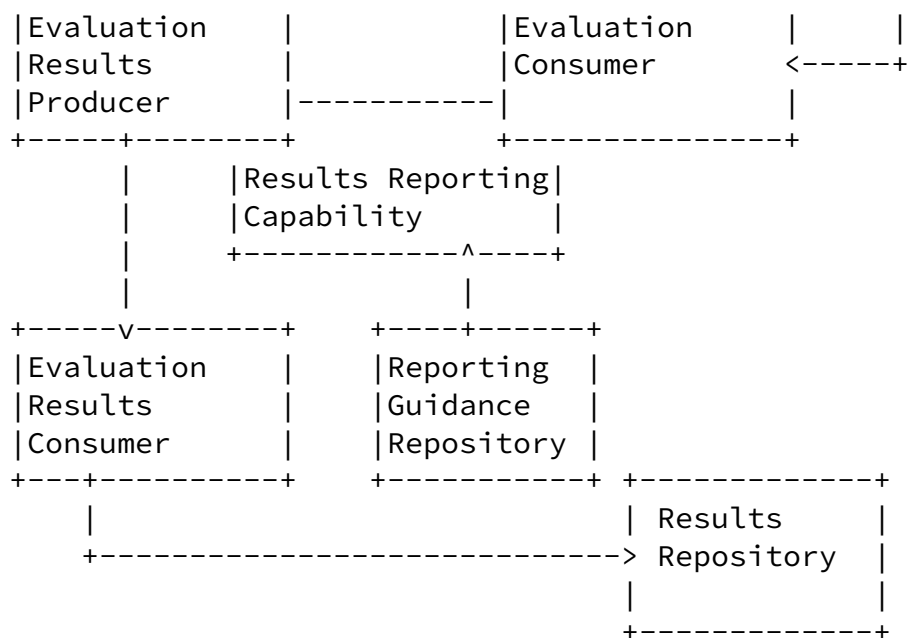 |Evaluation    |           |Evaluation     |     |
|Results       |           |Consumer       <-----+
|Producer      |-----------|               |
+-----+--------+           +---------------+
      |     |Results Reporting|
      |     |Capability       |
      |     +------------^----+
      |                  |
+-----v--------+    +----+------+
|Evaluation    |    |Reporting  |
|Results       |    |Guidance   |
|Consumer      |    |Repository |
+---+----------+    +-----------+ +-------------+
    |                             | Results     |
    +-----------------------------> Repository  |
                                  |             |
                                  +-------------+